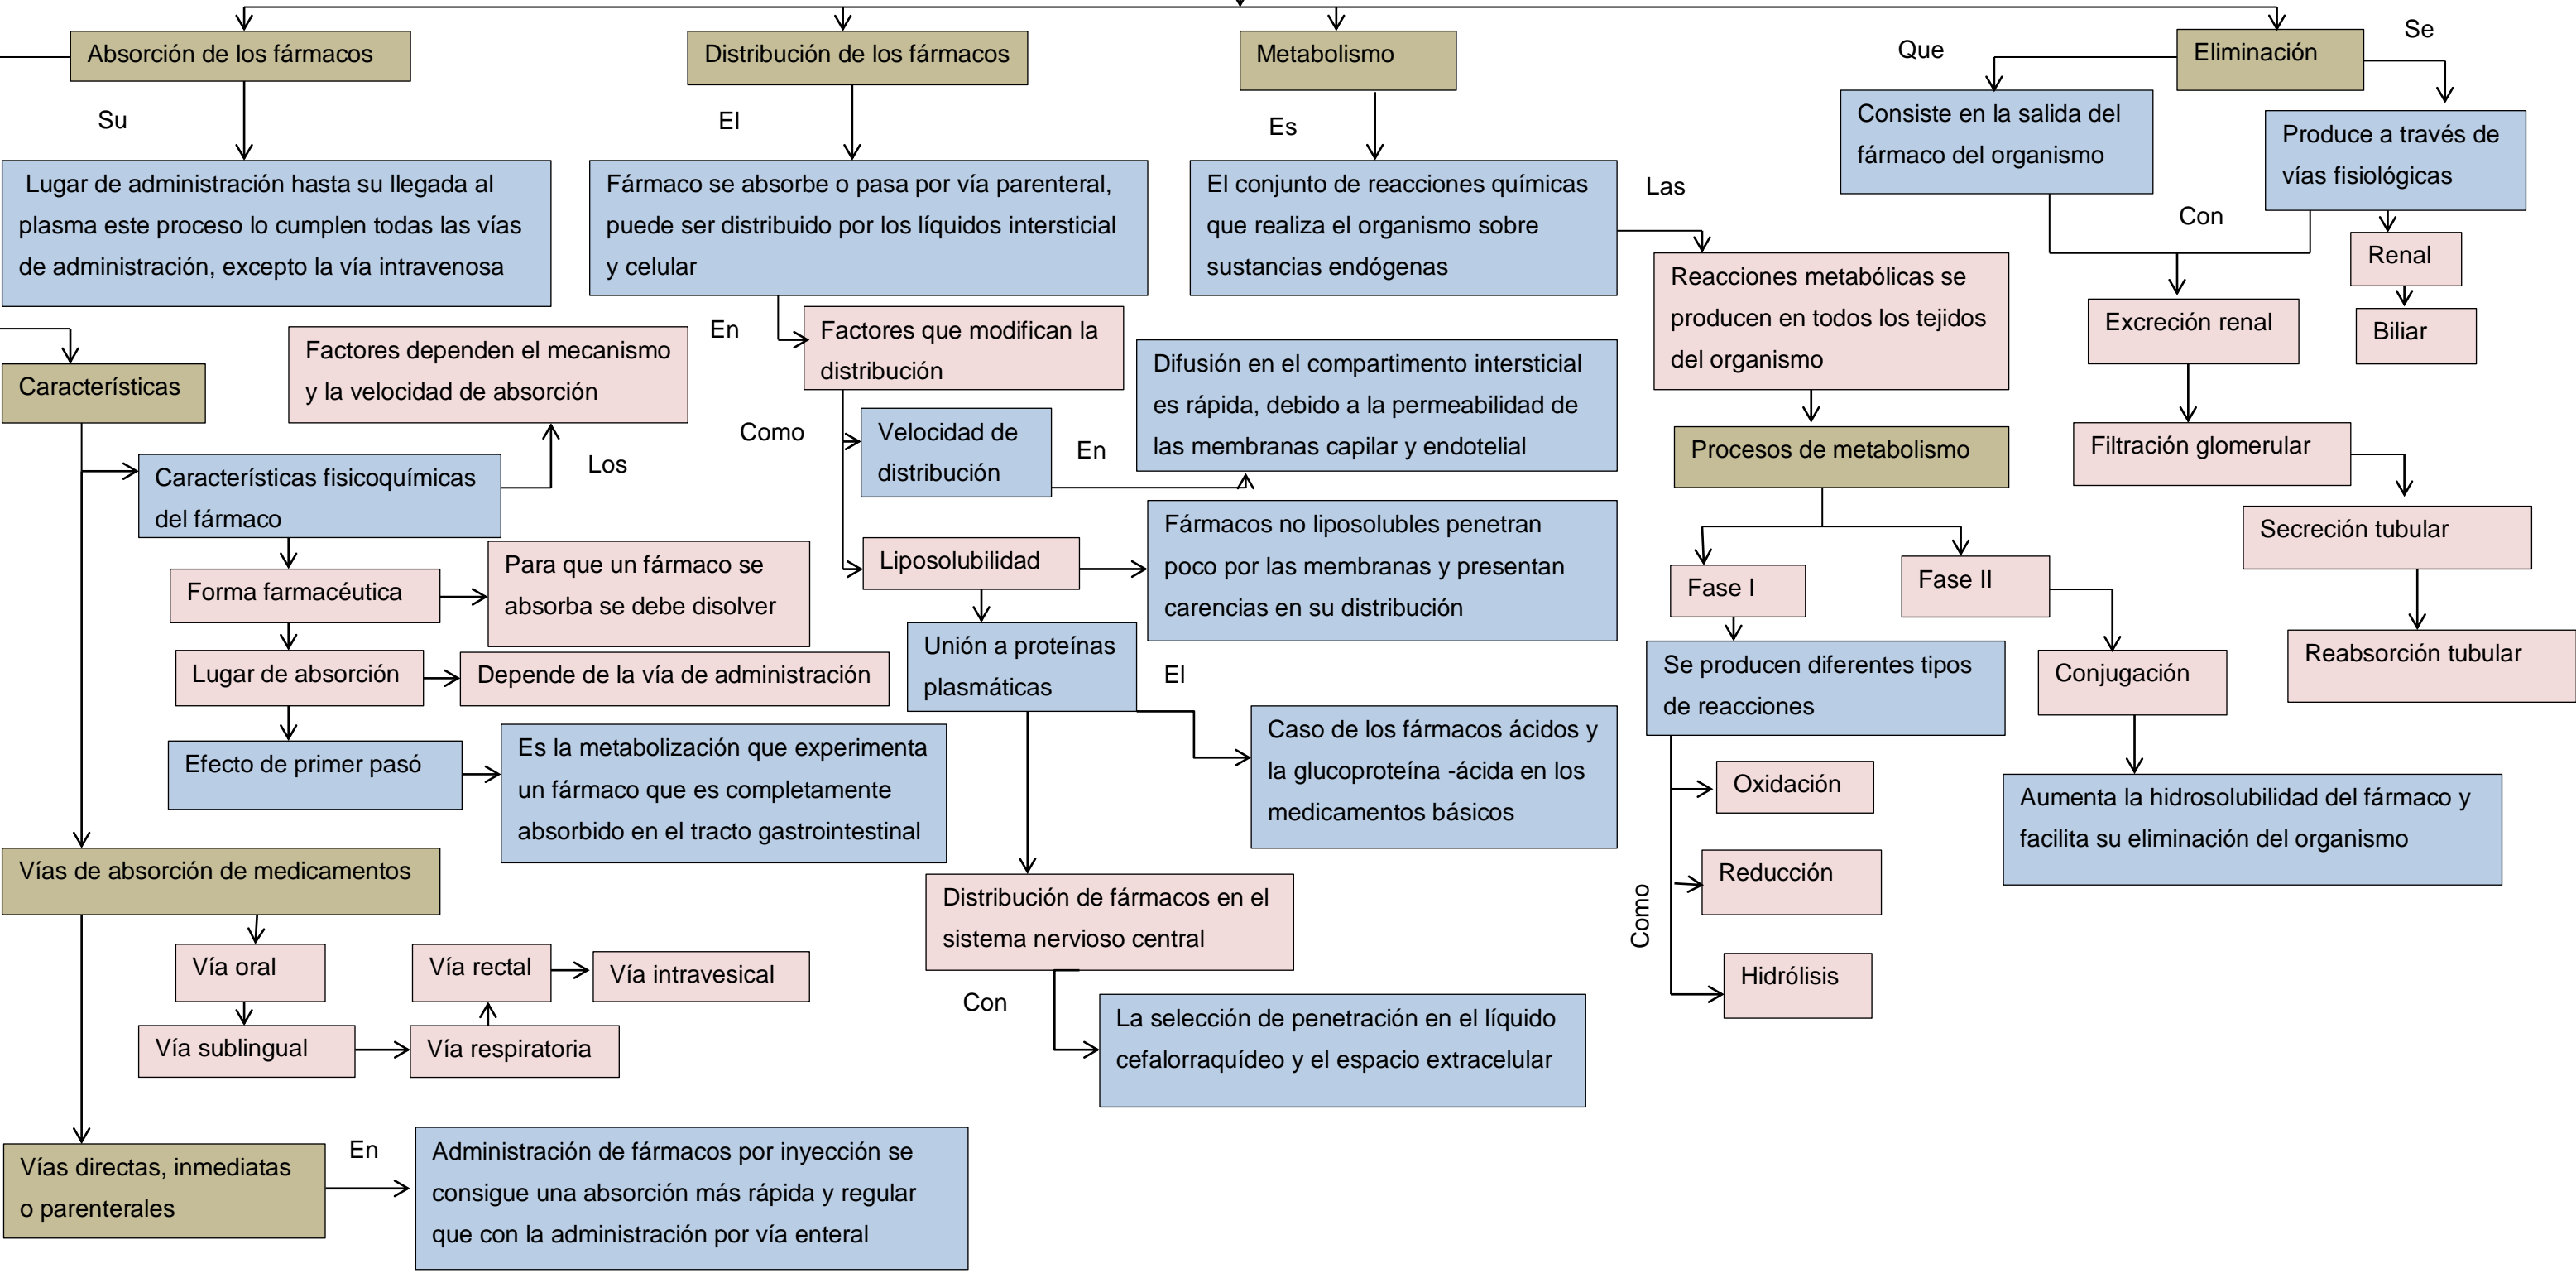 Absorción de los fármacos
Su
Lugar de administración hasta su llegada al
plasma este proceso lo cumplen todas las vías
de administración, excepto la vía intravenosa
Características
Factores dependen el mecanismo
y la velocidad de absorción
Los
Características fisicoquímicas
del fármaco
Forma farmacéutica
Para que un fármaco se
absorba se debe disolver
Lugar de absorción
Depende de la vía de administración
Efecto de primer pasó
Es la metabolización que experimenta
un fármaco que es completamente
absorbido en el tracto gastrointestinal
Vías de absorción de medicamentos
Vía oral
Vía sublingual
Vía respiratoria
Vía rectal
Vía intravesical
Vías directas, inmediatas
o parenterales
En
Administración de fármacos por inyección se
consigue una absorción más rápida y regular
que con la administración por vía enteral
Distribución de los fármacos
El
Fármaco se absorbe o pasa por vía parenteral,
puede ser distribuido por los líquidos intersticial
y celular
En
Factores que modifican la
distribución
Como
Velocidad de
distribución
En
Difusión en el compartimento intersticial
es rápida, debido a la permeabilidad de
las membranas capilar y endotelial
Liposolubilidad
Fármacos no liposolubles penetran
poco por las membranas y presentan
carencias en su distribución
Unión a proteínas
plasmáticas
El
Caso de los fármacos ácidos y
la glucoproteína -ácida en los
medicamentos básicos
Distribución de fármacos en el
sistema nervioso central
Con
La selección de penetración en el líquido
cefalorraquídeo y el espacio extracelular
Metabolismo
Es
El conjunto de reacciones químicas
que realiza el organismo sobre
sustancias endógenas
Las
Reacciones metabólicas se
producen en todos los tejidos
del organismo
Procesos de metabolismo
Fase I
Se producen diferentes tipos
de reacciones
Como
Oxidación
Reducción
Hidrólisis
Fase II
Conjugación
Aumenta la hidrosolubilidad del fármaco y
facilita su eliminación del organismo
Eliminación
Que
Consiste en la salida del
fármaco del organismo
Se
Produce a través de
vías fisiológicas
Con
Renal
Biliar
Excreción renal
Filtración glomerular
Secreción tubular
Reabsorción tubular